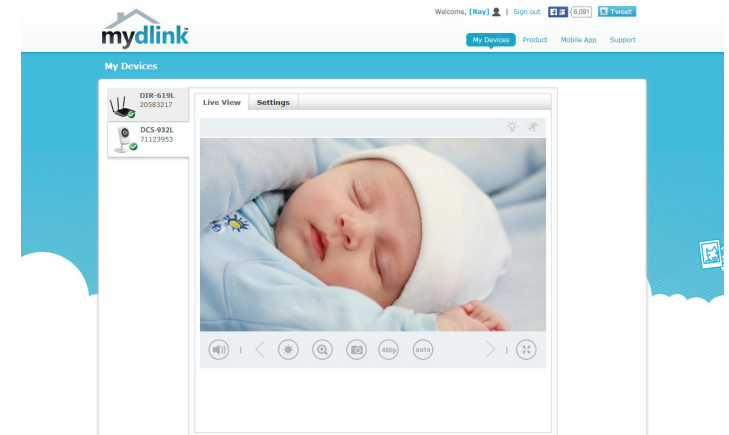 Welcome, [Ray] | Sign out 6,091 Tweet
mydlink
My Devices Product Mobile App Support
My Devices
DIR-619L
20583217
DCS-932L
71123953
Live View Settings
480p auto